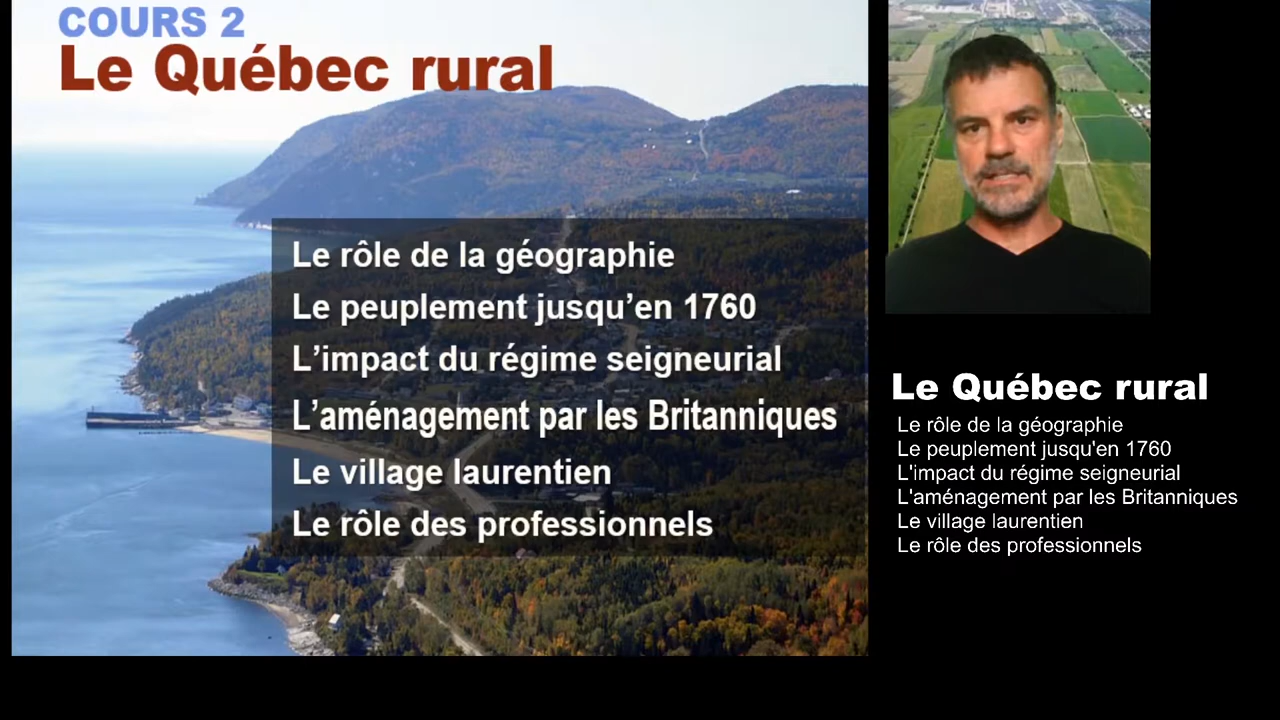 COURS 2
Le Québec rural
Le rôle de la géographie
Le peuplement jusqu’en 1760
L’impact du régime seigneurial
L’aménagement par les Britanniques
Le village laurentien
Le rôle des professionnels
Le Québec rural
Le rôle de la géographie
Le peuplement jusqu'en 1760
L'impact du régime seigneurial
L'aménagement par les Britanniques
Le village laurentien
Le rôle des professionnels